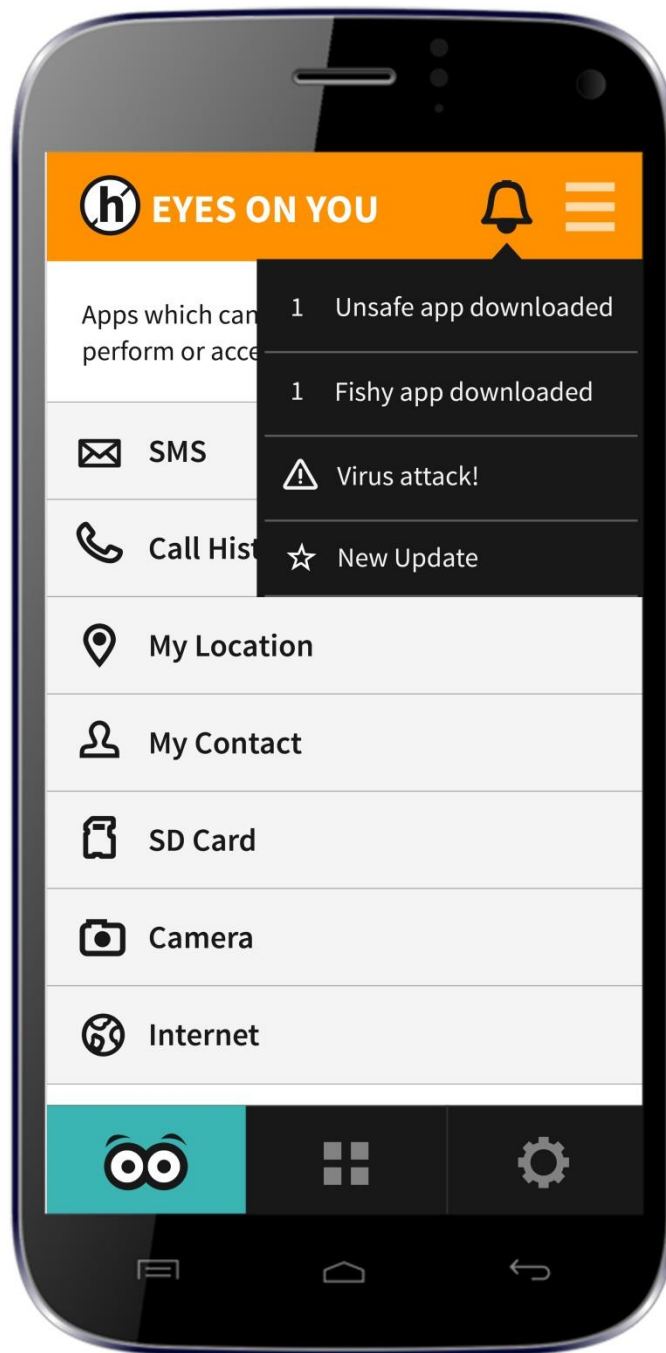 h EYES ON YOU
Apps which can
perform or acce
1 Unsafe app downloaded
1 Fishy app downloaded
Virus attack!
New Update
SMS
Call Hist
My Location
My Contact
SD Card
Camera
Internet